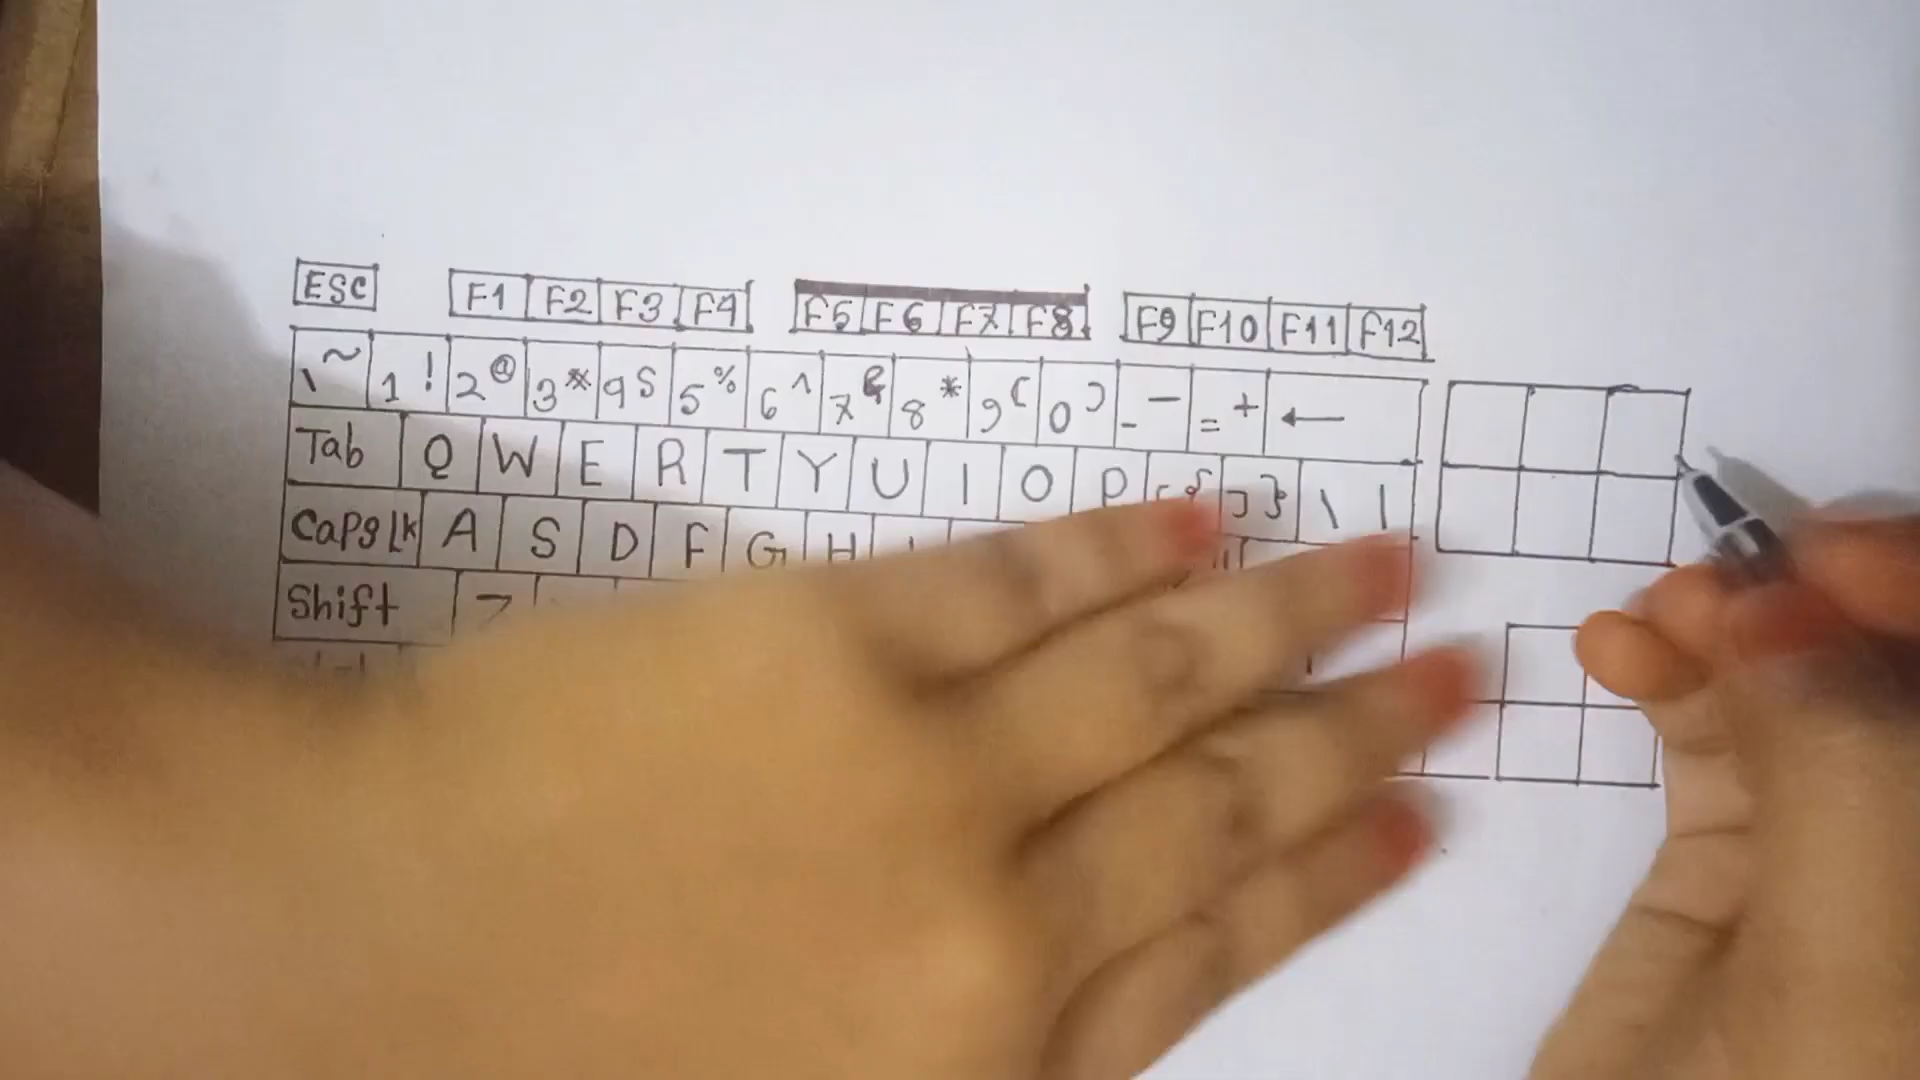 ESC F1 F2 F3 F4 F5 F6 F7 F8 F9 F10 F11 F12
\ ~ 1 ! 2 @ 3 * 9 S 5 % 6 ^ 7 & 8 * 9 ( 0 ) - — = + ←
Tab Q W E R T Y U I O P [ { ] } \ |
Caps lk A S D F G H
Shift